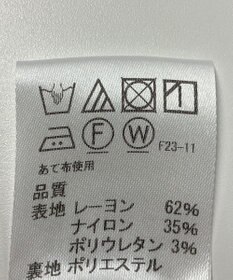 F W F23-11
あて布使用
品質
表地 レーヨン 62%
ナイロン 35%
ポリウレタン 3%
裏地 ポリエステル